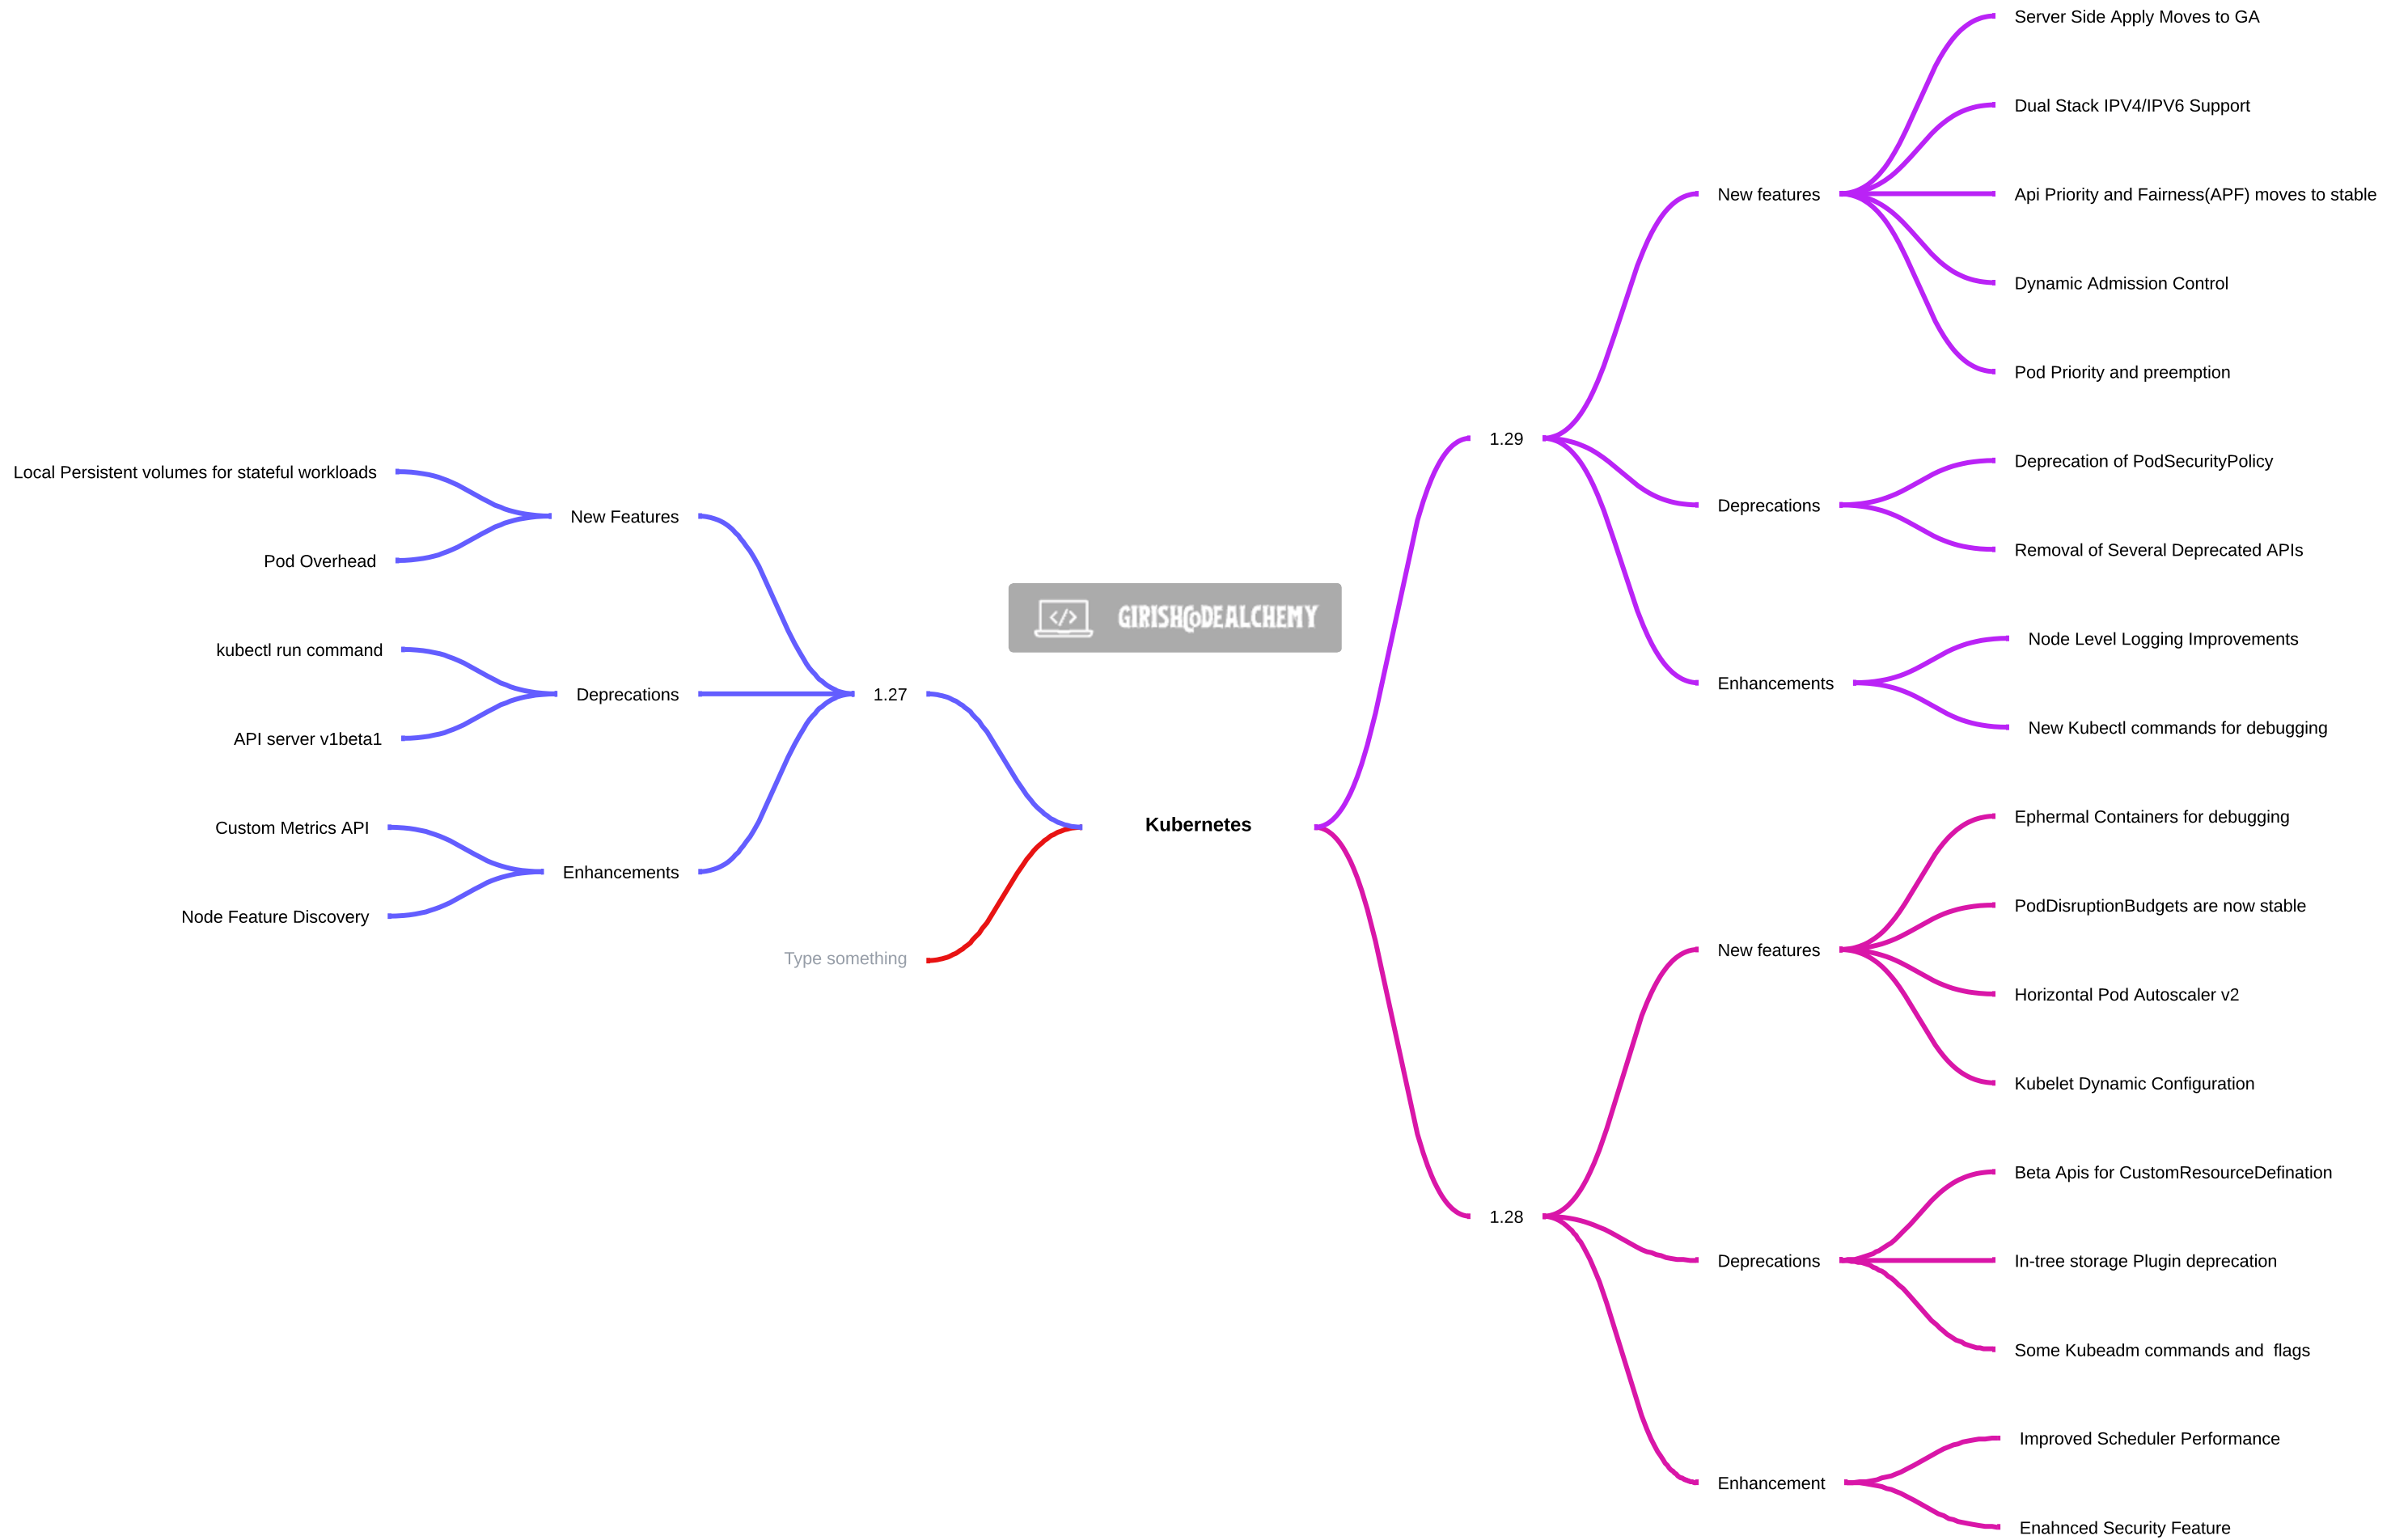 Kubernetes
GIRISHCODEALCHEMY
1.27
New Features
Local Persistent volumes for stateful workloads
Pod Overhead
Deprecations
kubectl run command
API server v1beta1
Enhancements
Custom Metrics API
Node Feature Discovery
Type something
1.29
New features
Server Side Apply Moves to GA
Dual Stack IPV4/IPV6 Support
Api Priority and Fairness(APF) moves to stable
Dynamic Admission Control
Pod Priority and preemption
Deprecations
Deprecation of PodSecurityPolicy
Removal of Several Deprecated APIs
Enhancements
Node Level Logging Improvements
New Kubectl commands for debugging
1.28
New features
Ephermal Containers for debugging
PodDisruptionBudgets are now stable
Horizontal Pod Autoscaler v2
Kubelet Dynamic Configuration
Deprecations
Beta Apis for CustomResourceDefination
In-tree storage Plugin deprecation
Some Kubeadm commands and  flags
Enhancement
Improved Scheduler Performance
Enahnced Security Feature